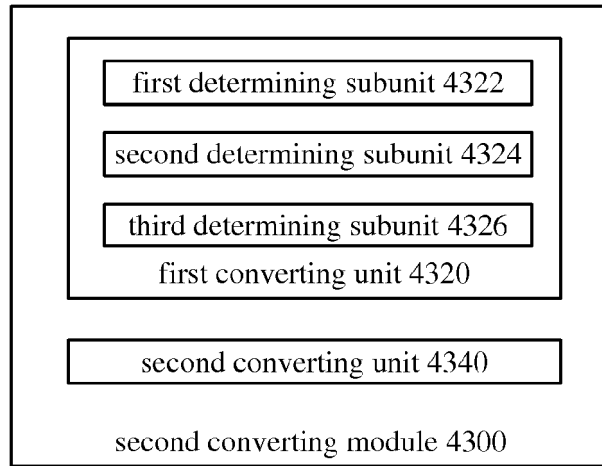 first determining subunit 4322
second determining subunit 4324
third determining subunit 4326
first converting unit 4320
second converting unit 4340
second converting module 4300